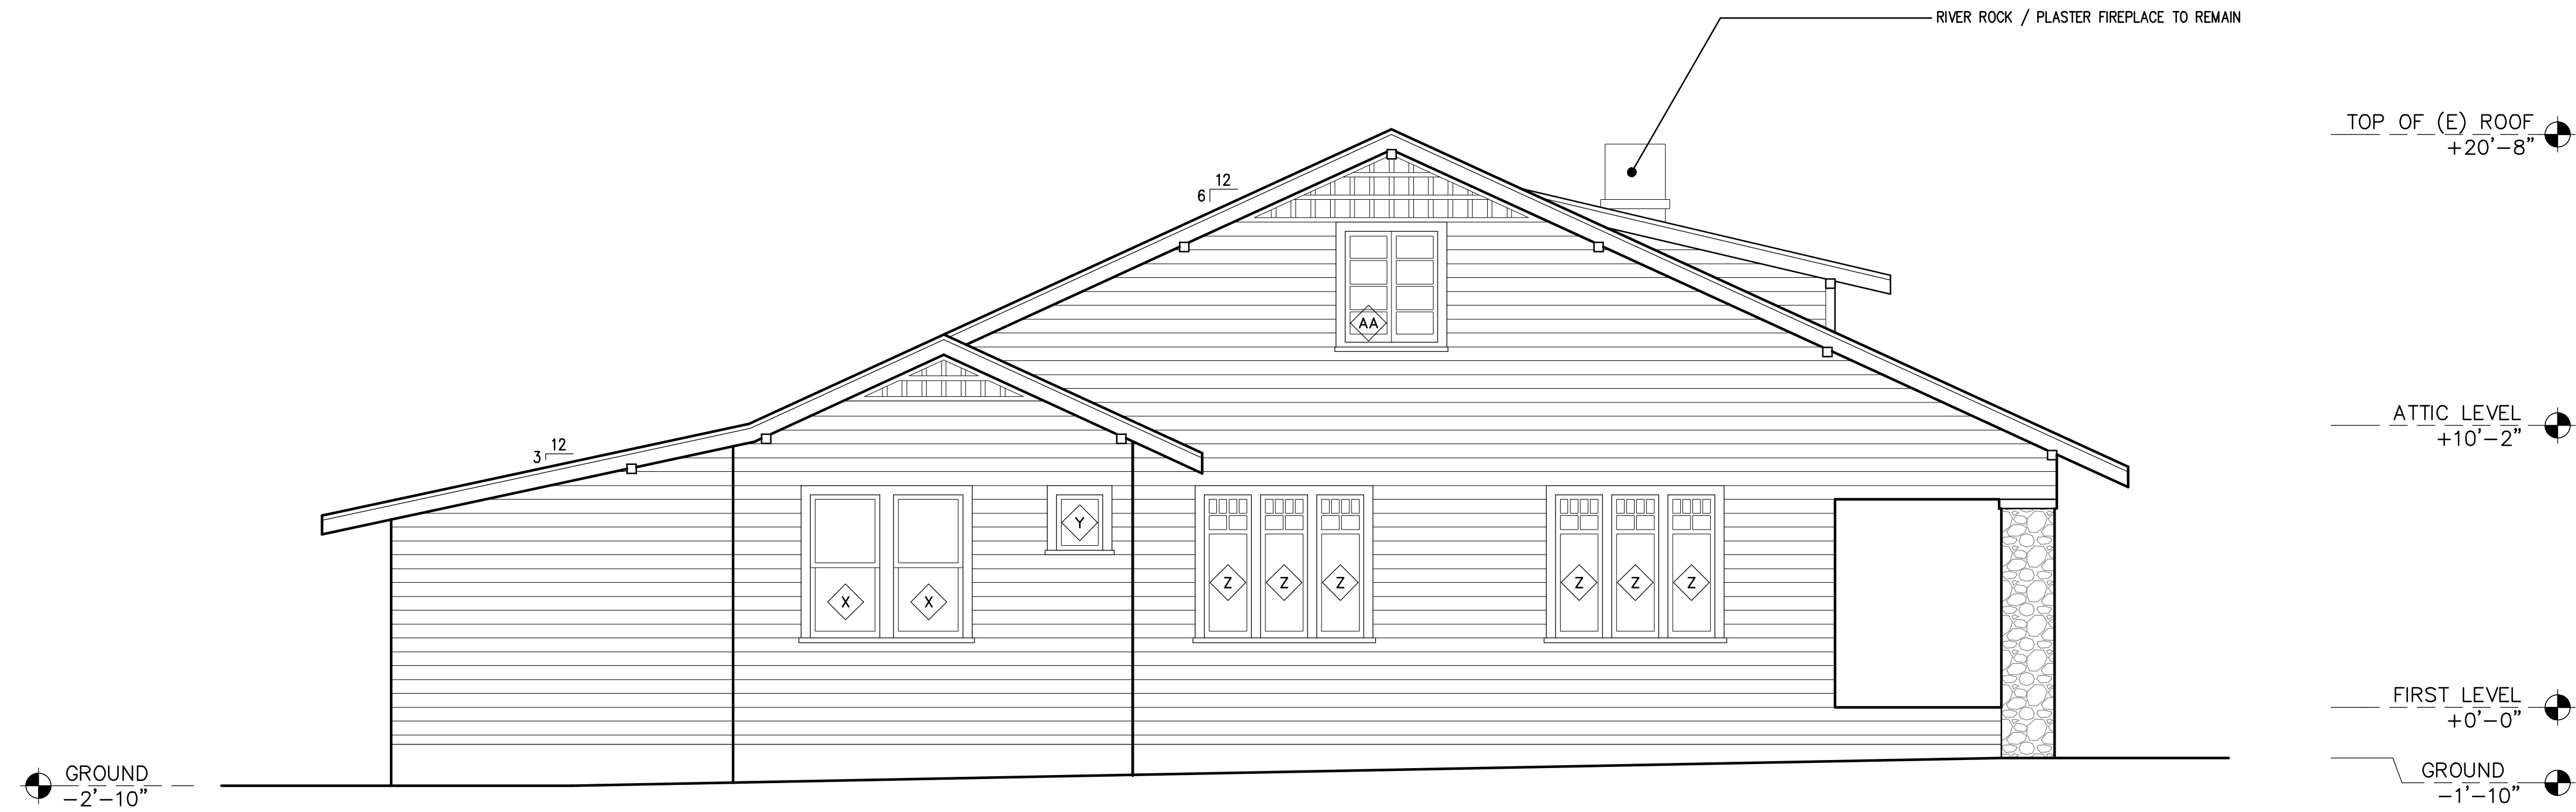 RIVER ROCK / PLASTER FIREPLACE TO REMAIN
TOP OF (E) ROOF
+20'-8"
12
6
AA
12
3
ATTIC LEVEL
+10'-2"
Y
X X
Z Z Z
Z Z Z
FIRST LEVEL
+0'-0"
GROUND
-2'-10"
GROUND
-1'-10"